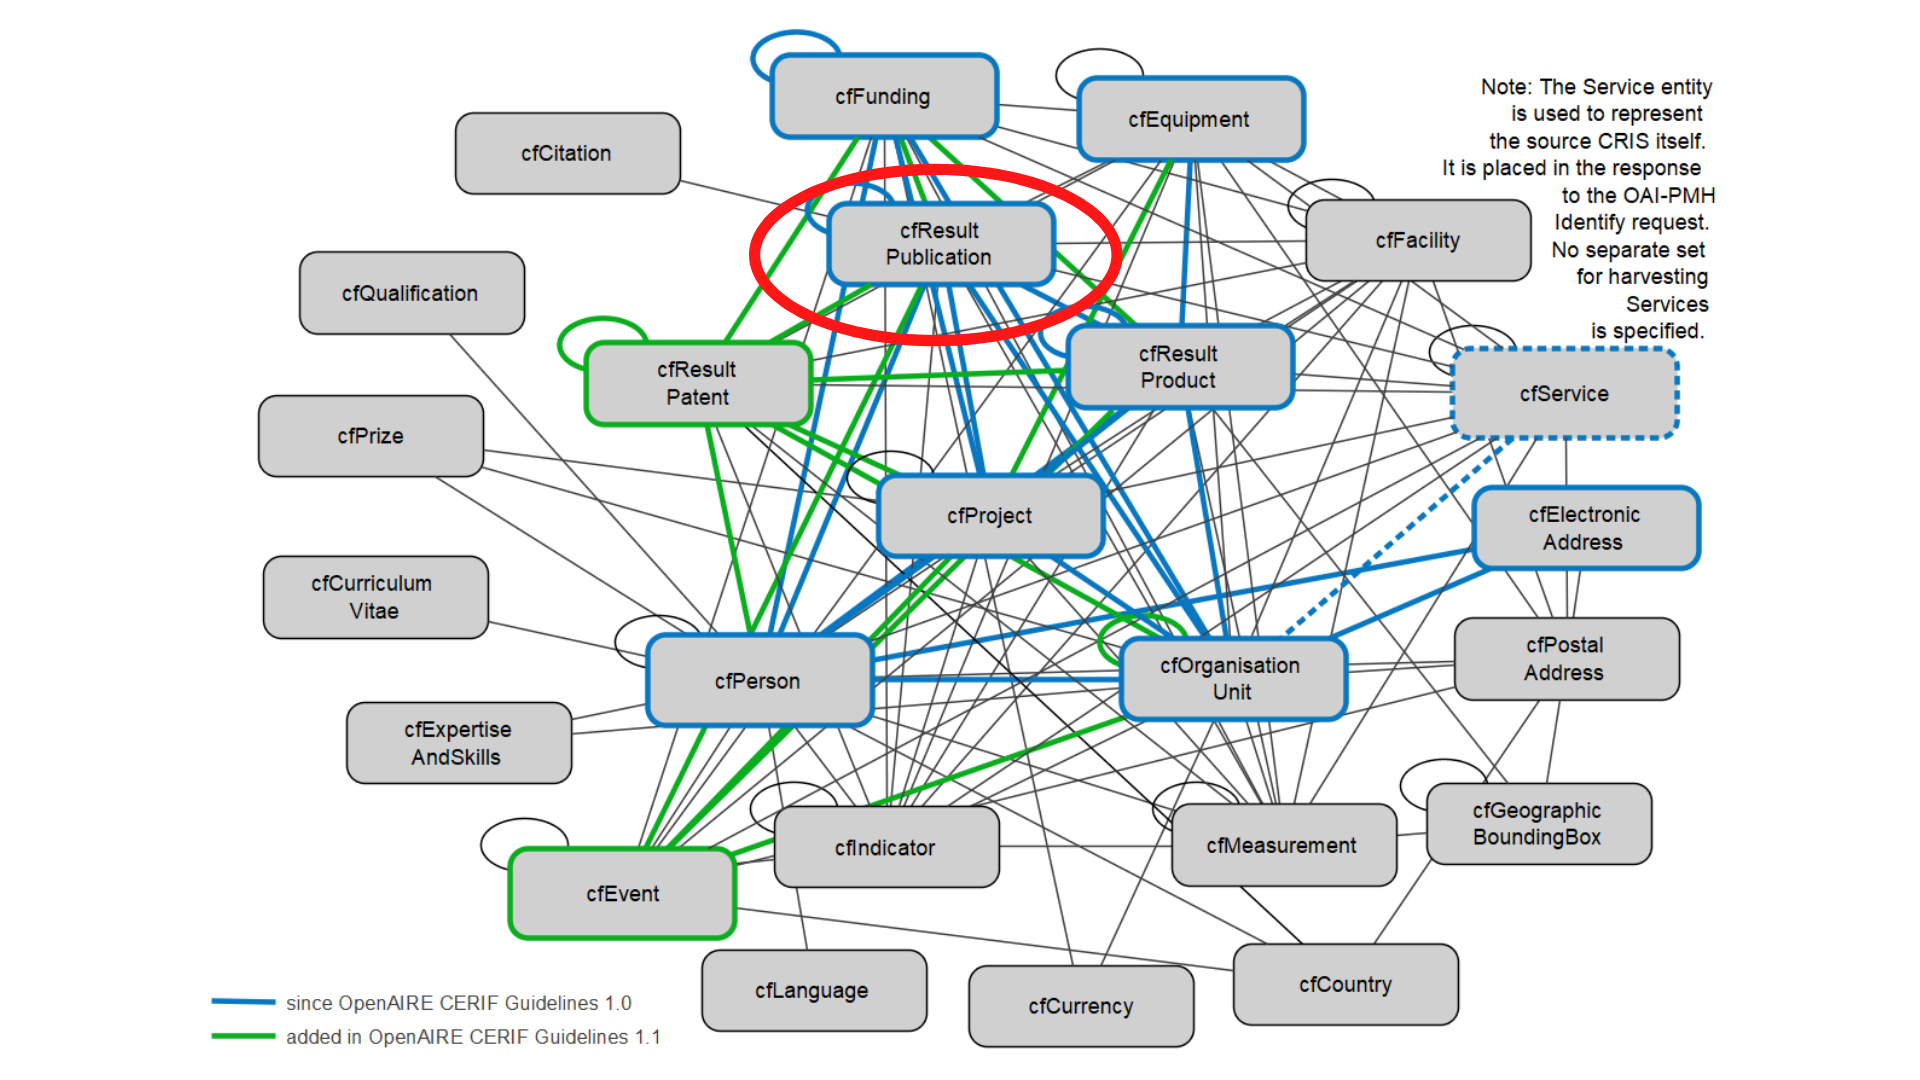 cfFunding
cfEquipment
Note: The Service entity
is used to represent
the source CRIS itself.
It is placed in the response
to the OAI-PMH
Identify request.
No separate set
for harvesting
Services
is specified.
cfCitation
cfResult
Publication
cfFacility
cfQualification
cfResult
Patent
cfResult
Product
cfService
cfPrize
cfProject
cfElectronic
Address
cfCurriculum
Vitae
cfPerson
cfOrganisation
Unit
cfPostal
Address
cfExpertise
AndSkills
cfIndicator
cfMeasurement
cfGeographic
BoundingBox
cfEvent
cfLanguage
cfCurrency
cfCountry
since OpenAIRE CERIF Guidelines 1.0
added in OpenAIRE CERIF Guidelines 1.1